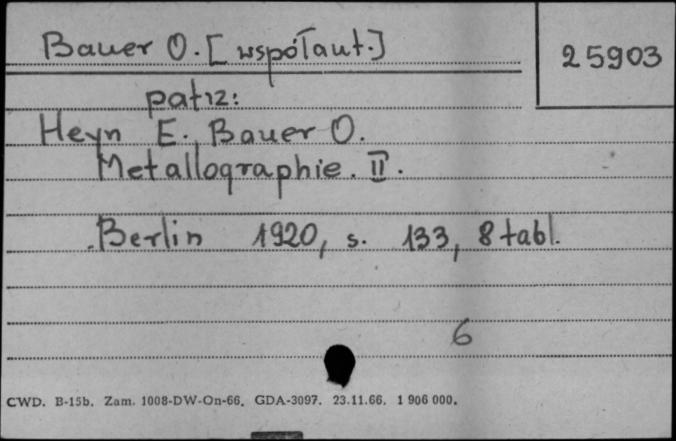 Bauer O. [współaut.]
25903
patrz:
Heyn E., Bauer O.
Metallographie. II.
Berlin 1920, s. 133, 8 tabl.
6
CWD. B-15b. Zam. 1008-DW-On-66. GDA-3097. 23.11.66. 1 906 000.